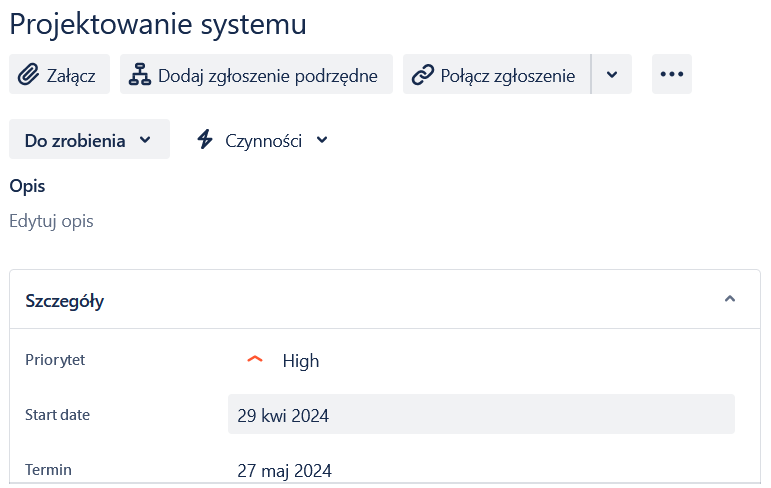 Projektowanie systemu
Załącz Dodaj zgłoszenie podrzędne Połącz zgłoszenie
Do zrobienia Czynności
Opis
Edytuj opis
Szczegóły
Priorytet High
Start date 29 kwi 2024
Termin 27 maj 2024